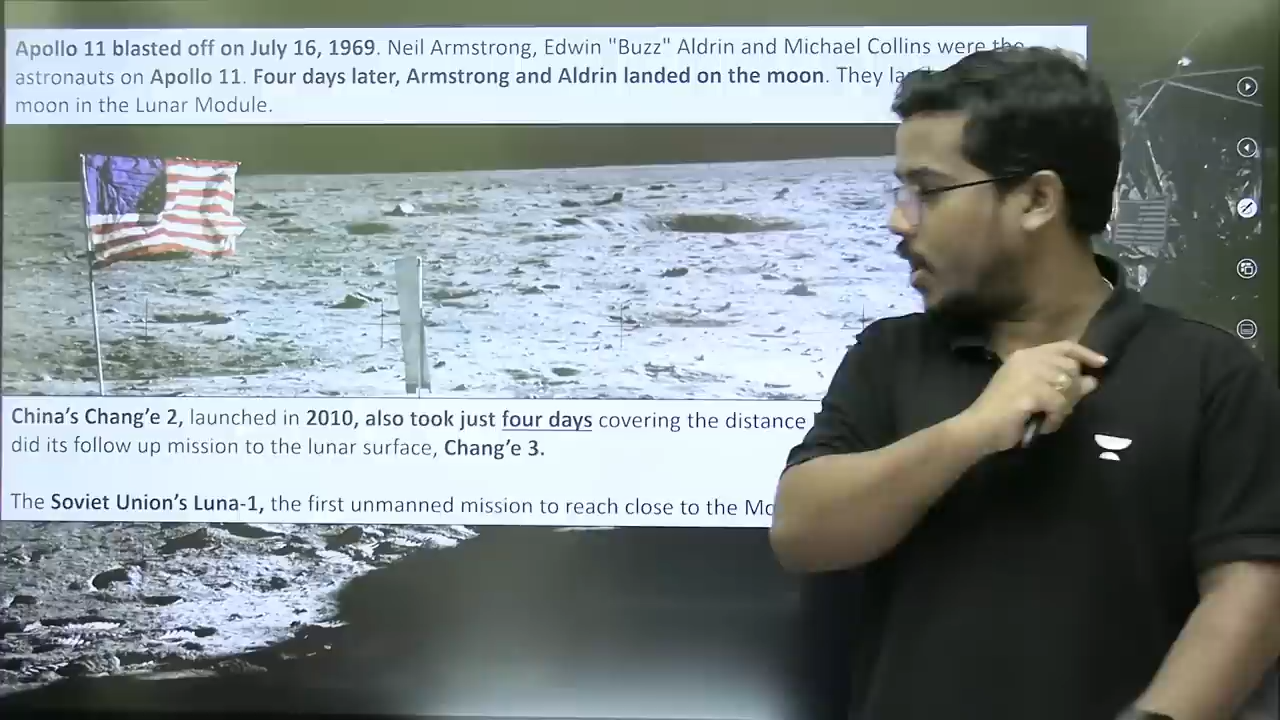 Apollo 11 blasted off on July 16, 1969. Neil Armstrong, Edwin "Buzz" Aldrin and Michael Collins were the
astronauts on Apollo 11. Four days later, Armstrong and Aldrin landed on the moon. They
moon in the Lunar Module.
China's Chang'e 2, launched in 2010, also took just four days covering the distance
did its follow up mission to the lunar surface, Chang'e 3.
The Soviet Union's Luna-1, the first unmanned mission to reach close to the